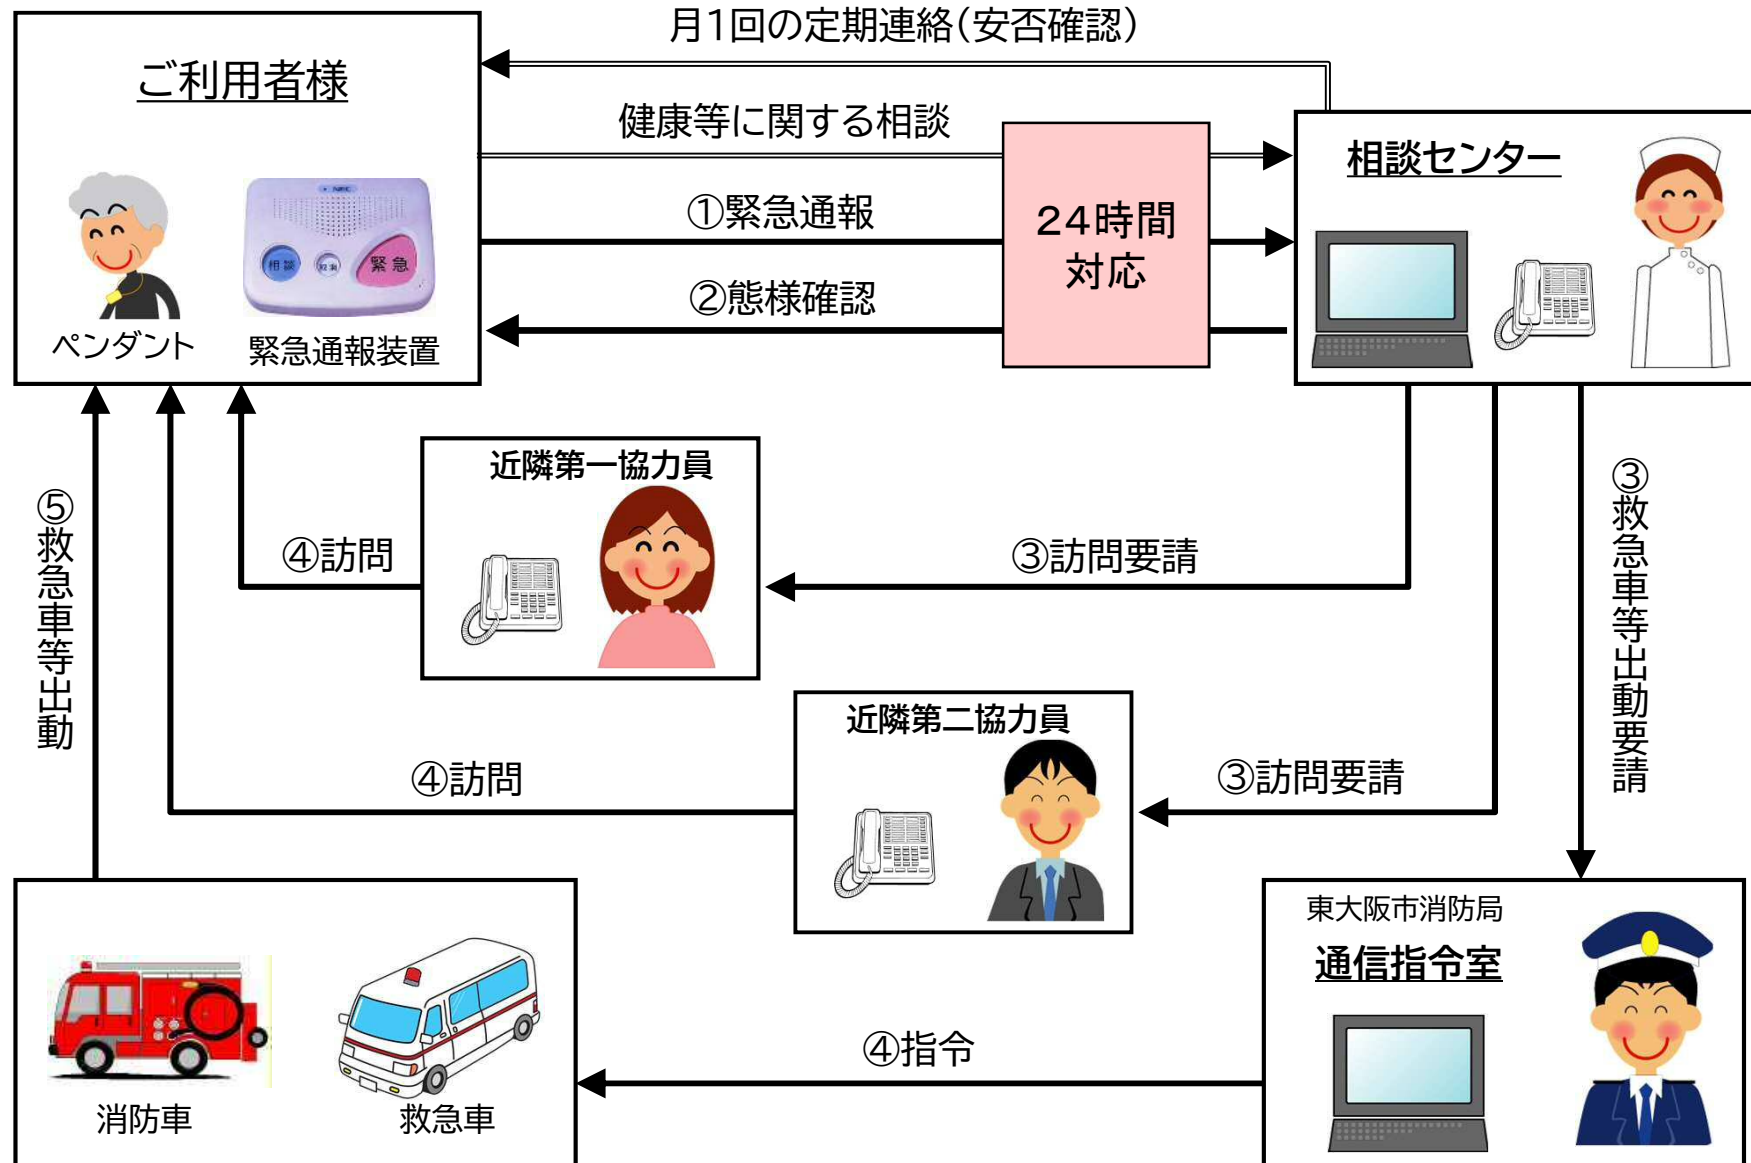 月1回の定期連絡（安否確認）
ご利用者様
健康等に関する相談
相談センター
①緊急通報
24時間
対応
相談
取消
緊急
②態様確認
ペンダント
緊急通報装置
近隣第一協力員
④訪問
③訪問要請
⑤救急車等出動
③救急車等出動要請
近隣第二協力員
④訪問
③訪問要請
東大阪市消防局
通信指令室
④指令
消防車
救急車